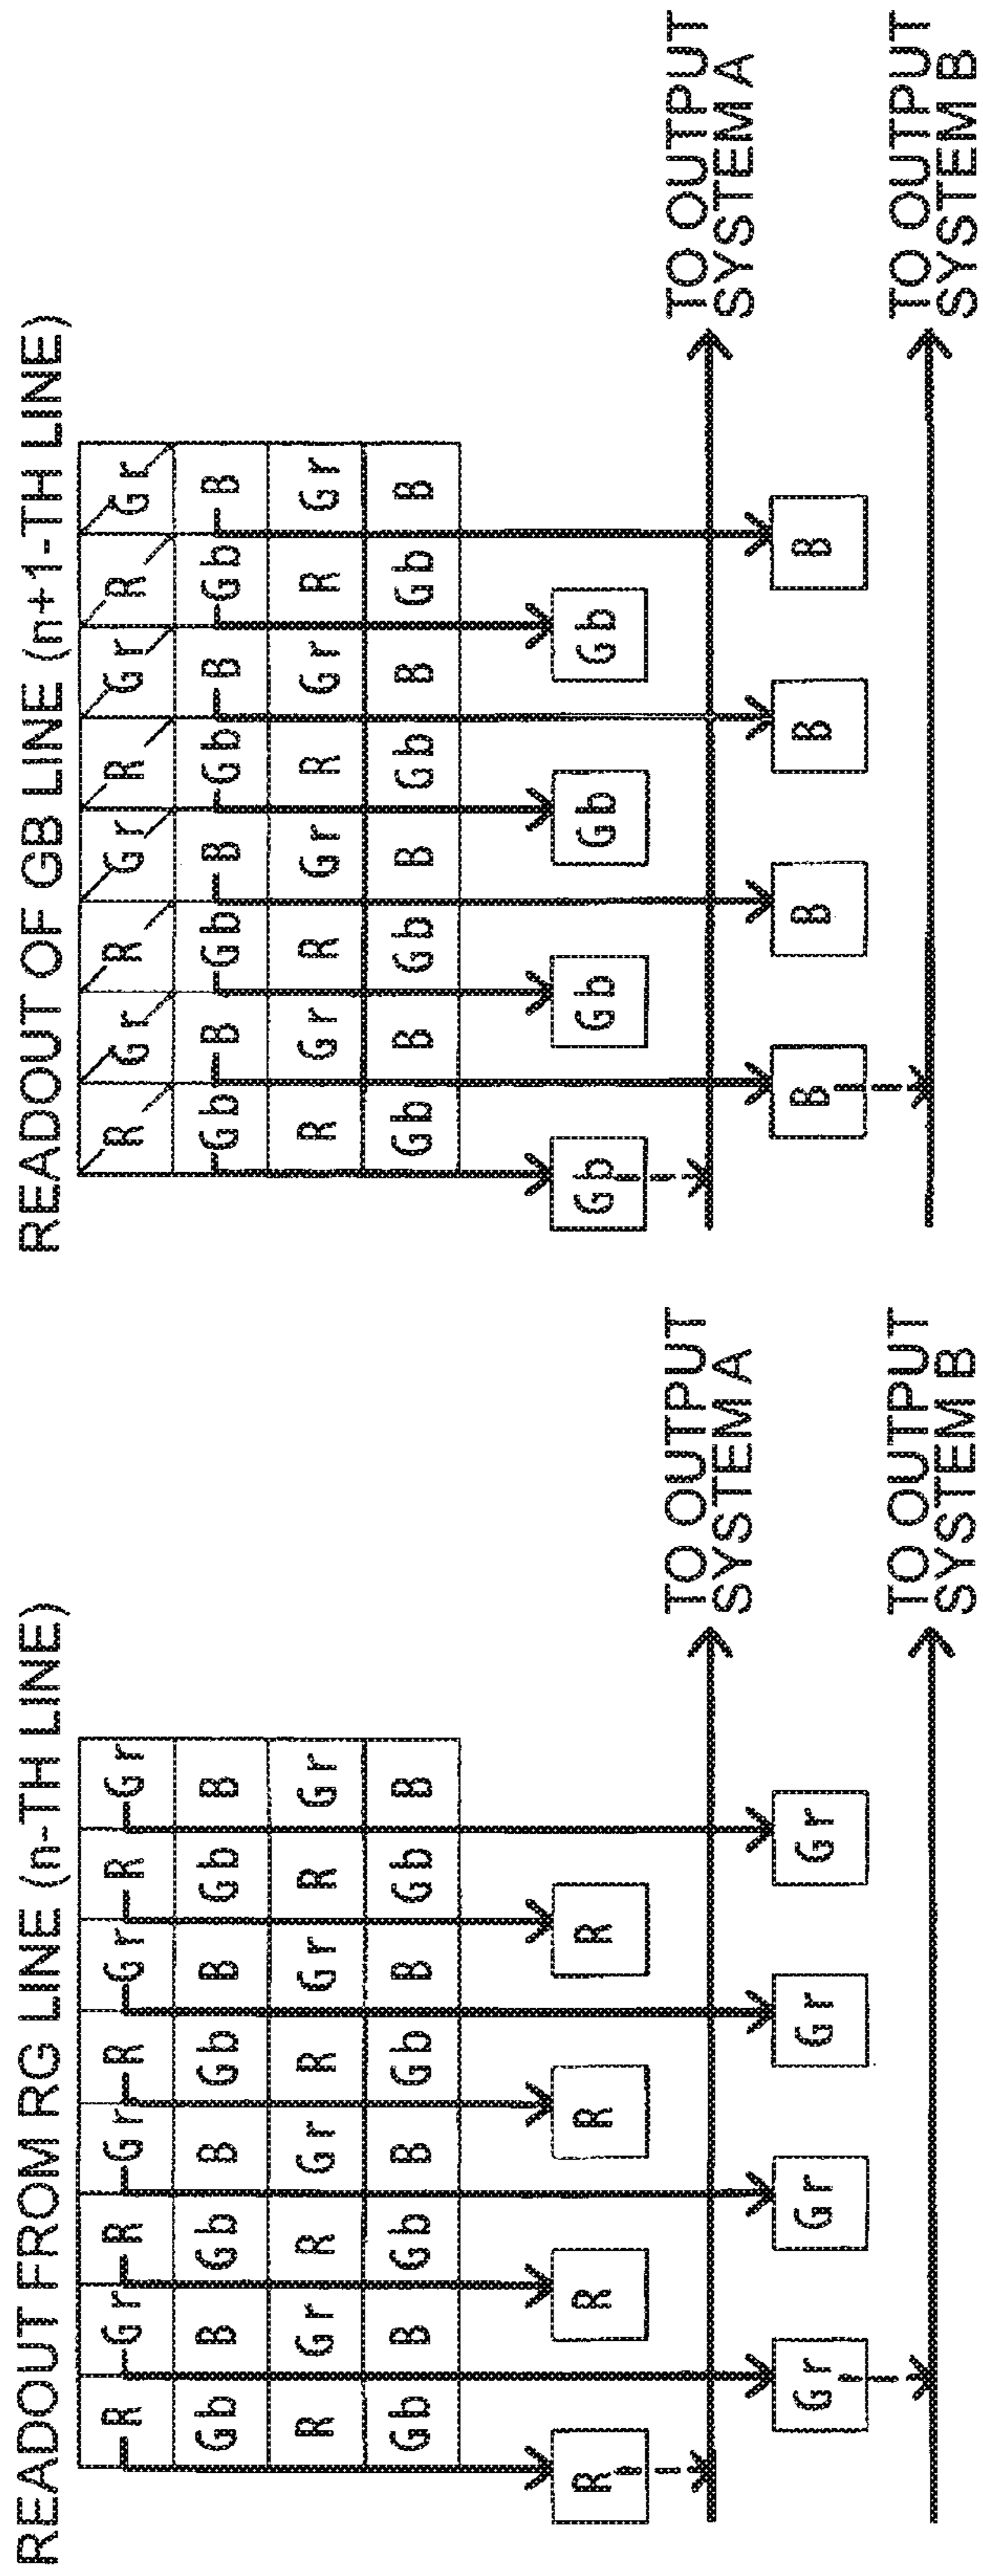 READOUT FROM RG LINE (n-TH LINE)
R Gr R Gr R Gr R Gr
Gb B Gb B Gb B Gb B
R Gr R Gr R Gr R Gr
Gb B Gb B Gb B Gb B
R R R R
TO OUTPUT
SYSTEM A
Gr Gr Gr Gr
TO OUTPUT
SYSTEM B
READOUT OF GB LINE (n+1-TH LINE)
R Gr R Gr R Gr R Gr
Gb B Gb B Gb B Gb B
R Gr R Gr R Gr R Gr
Gb B Gb B Gb B Gb B
Gb Gb Gb Gb
TO OUTPUT
SYSTEM A
B B B B
TO OUTPUT
SYSTEM B